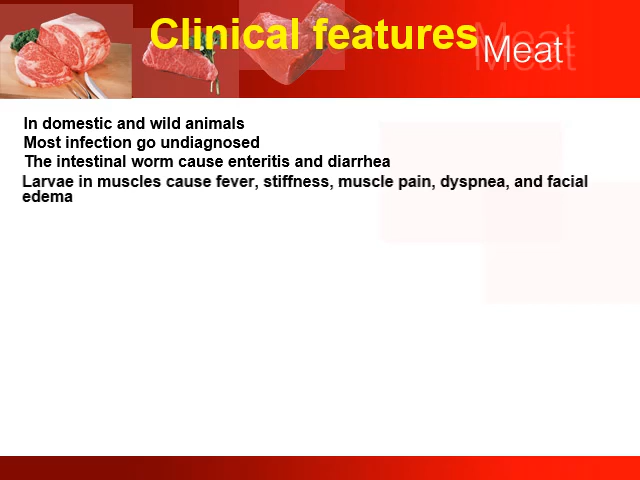 Clinical features
Meat
In domestic and wild animals
Most infection go undiagnosed
The intestinal worm cause enteritis and diarrhea
Larvae in muscles cause fever, stiffness, muscle pain, dyspnea, and facial
edema